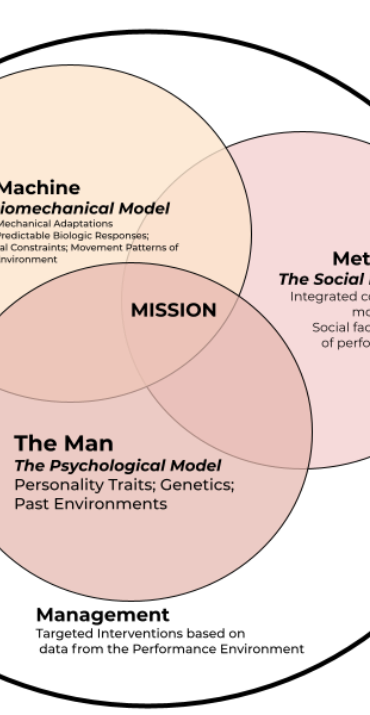 Machine
iomechanical Model
Mechanical Adaptations
Predictable Biologic Responses;
al Constraints; Movement Patterns of
nvironment
Met
The Social
Integrated c
mo
Social fac
of perfo
MISSION
The Man
The Psychological Model
Personality Traits; Genetics;
Past Environments
Management
Targeted Interventions based on
data from the Performance Environment